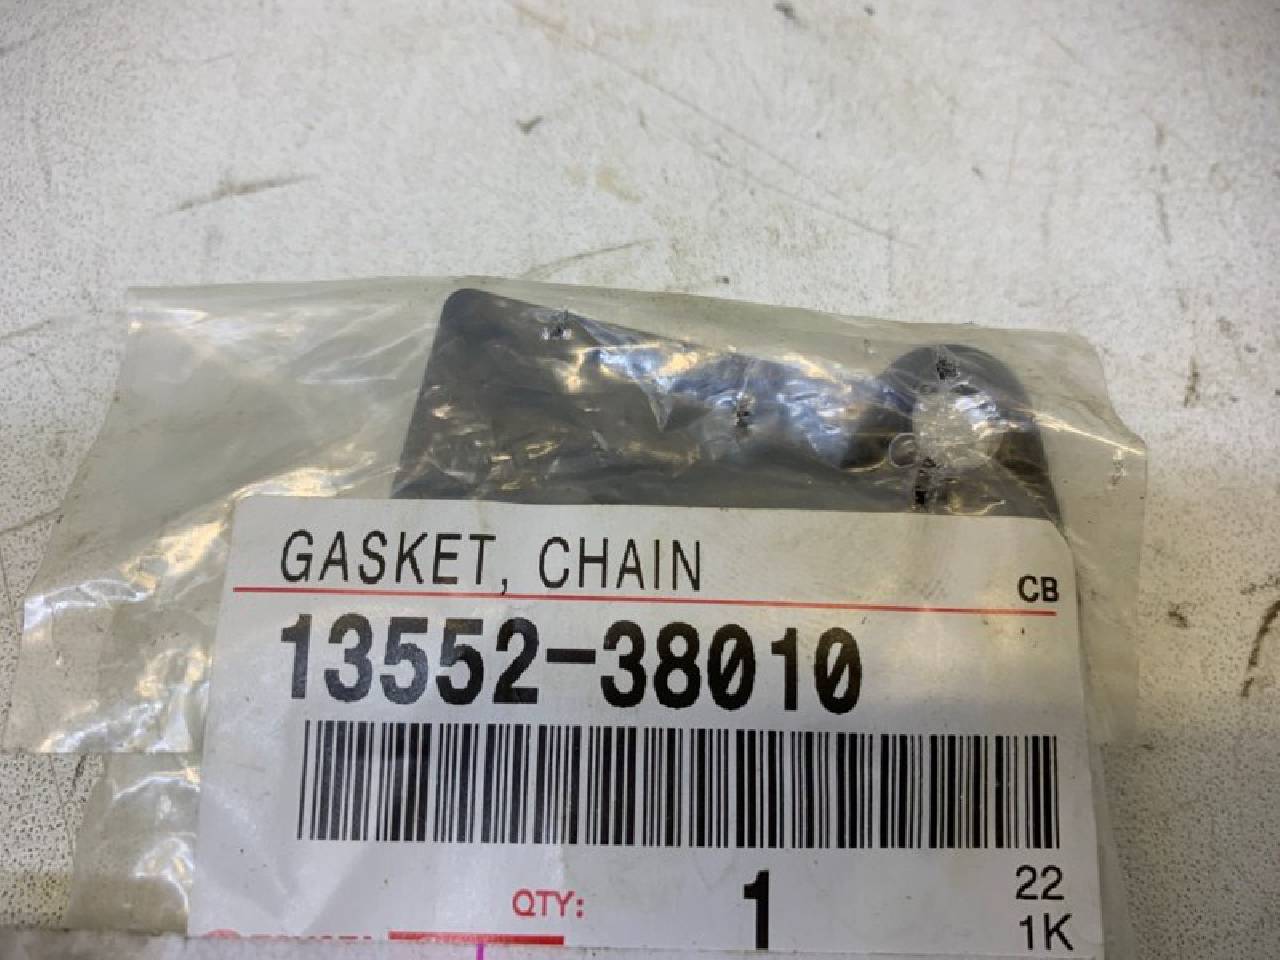 GASKET, CHAIN
CB
13552-38010
QTY: 1
22
1K